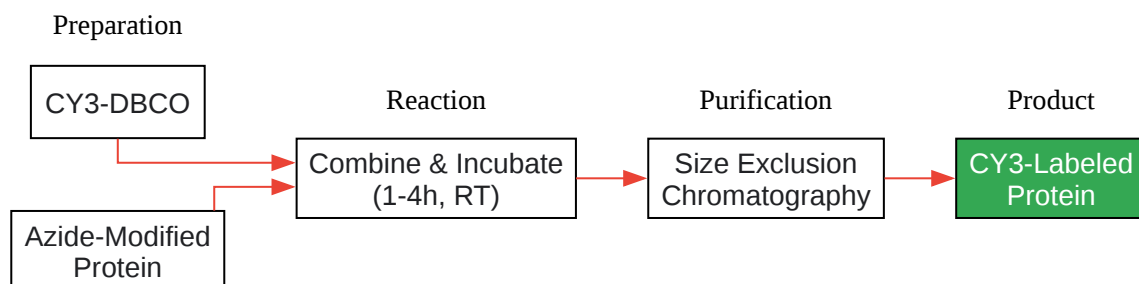 Preparation
CY3-DBCO
Azide-Modified
Protein
Reaction
Combine & Incubate
(1-4h, RT)
Purification
Size Exclusion
Chromatography
Product
CY3-Labeled
Protein